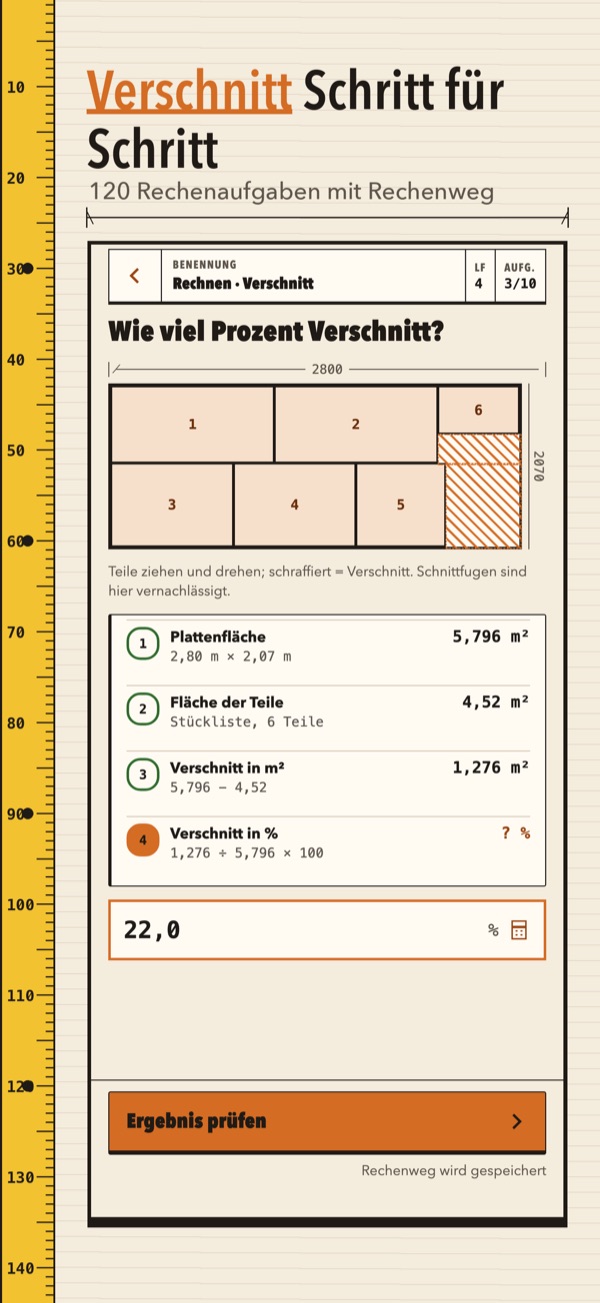 Verschnitt Schritt für
Schritt
120 Rechenaufgaben mit Rechenweg
10
20
30
40
50
60
70
80
90
100
110
120
130
140
BENENNUNG
Rechnen · Verschnitt
LF
4
AUFG.
3/10
Wie viel Prozent Verschnitt?
2800
1
2
6
2070
3
4
5
Teile ziehen und drehen; schraffiert = Verschnitt. Schnittfugen sind
hier vernachlässigt.
1
Plattenfläche
5,796 m²
2,80 m × 2,07 m
2
Fläche der Teile
4,52 m²
Stückliste, 6 Teile
3
Verschnitt in m²
1,276 m²
5,796 − 4,52
4
Verschnitt in %
? %
1,276 ÷ 5,796 × 100
22,0
%
Ergebnis prüfen
Rechenweg wird gespeichert